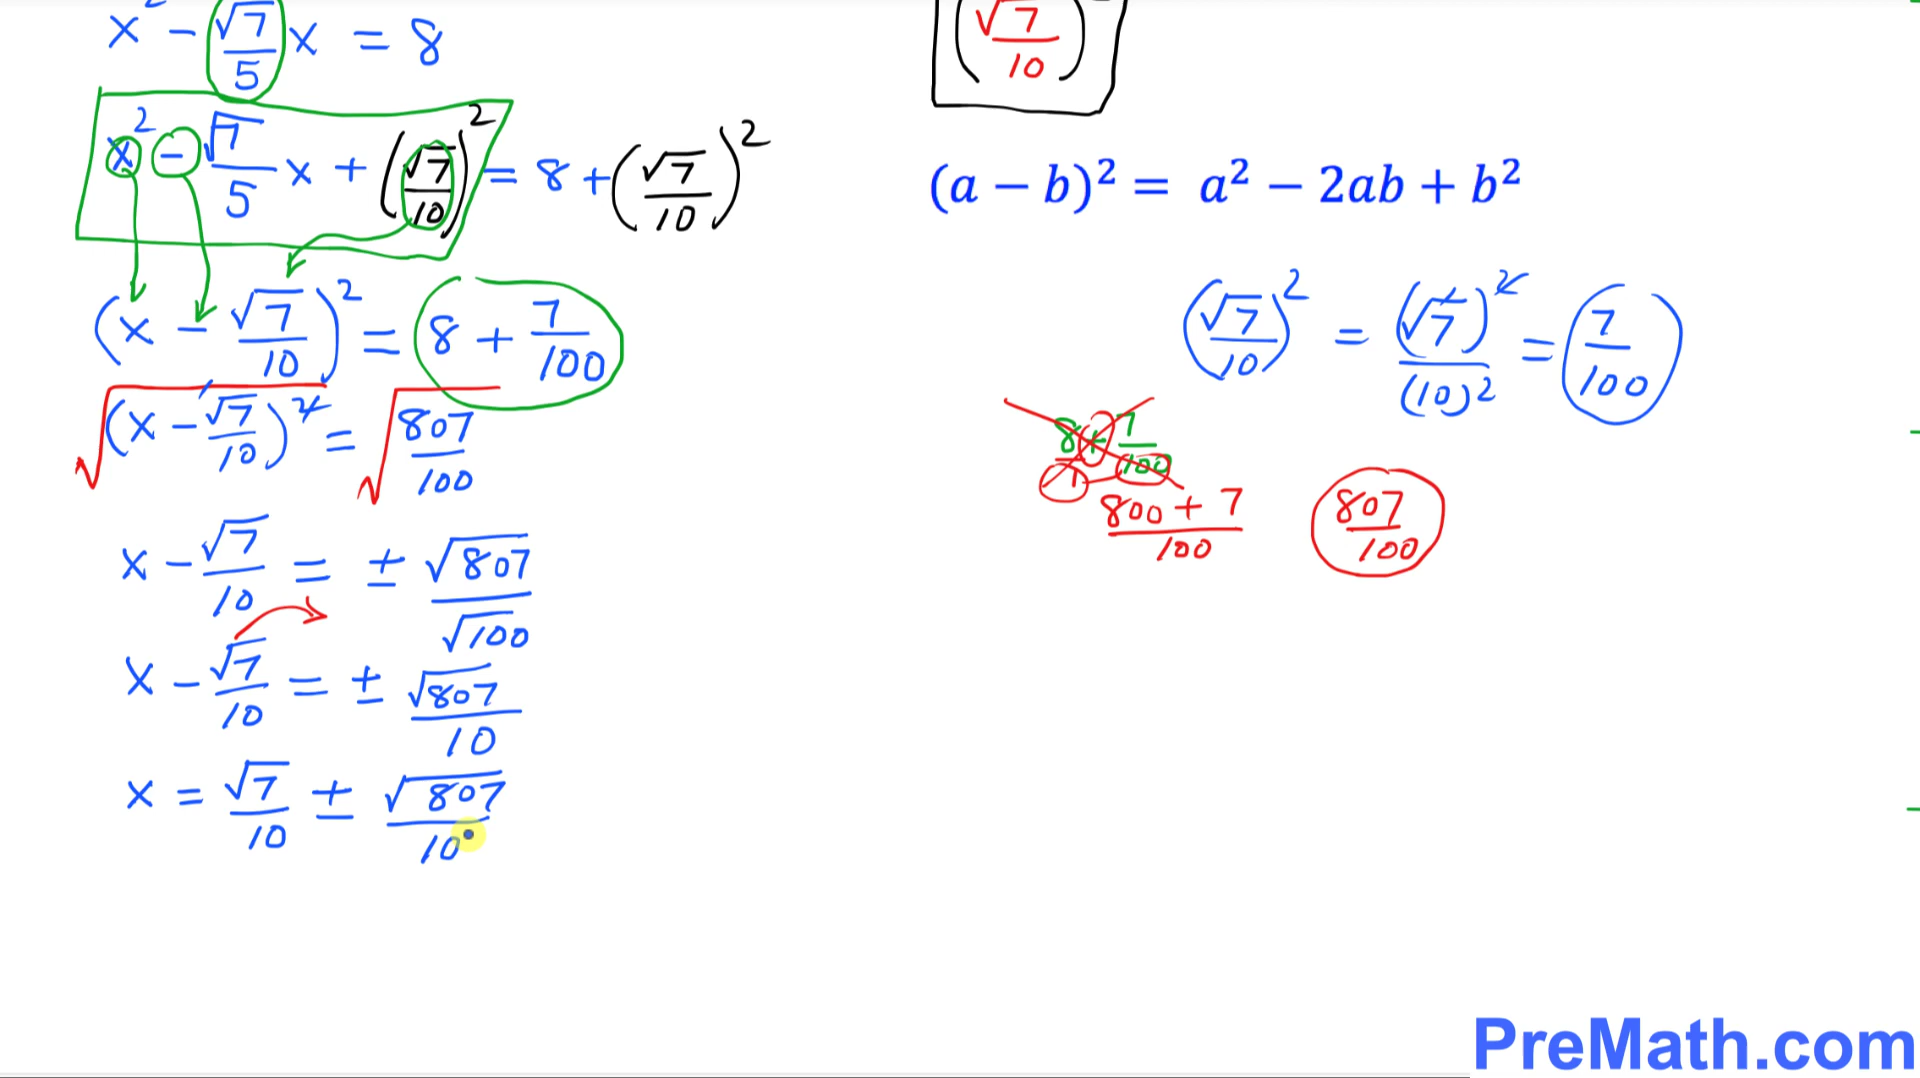 x² - √7/5 x = 8
x² - √7/5 x + (√7/10)² = 8 + (√7/10)²
(x - √7/10)² = 8 + 7/100
√(x - √7/10)² = √807/100
x - √7/10 = ± √807/√100
x - √7/10 = ± √807/10
x = √7/10 ± √807/10
(√7/10)
(a − b)² = a² − 2ab + b²
(√7/10)² = (√7)²/(10)² = 7/100
8/1 + 7/100
800 + 7/100 807/100
PreMath.com